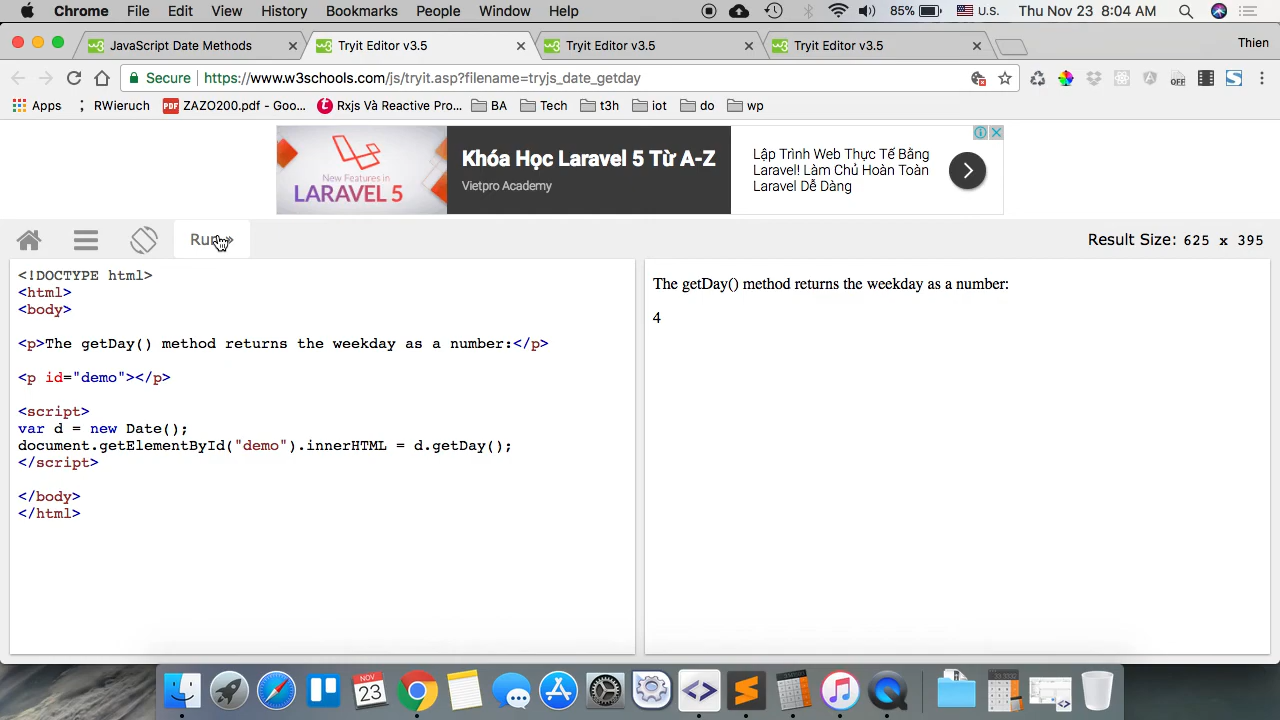 Chrome File Edit View History Bookmarks People Window Help 85% U.S. Thu Nov 23 8:04 AM
JavaScript Date Methods Tryit Editor v3.5 Tryit Editor v3.5 Tryit Editor v3.5 Thien
Secure https://www.w3schools.com/js/tryit.asp?filename=tryjs_date_getday
Apps RWieruch ZAZO200.pdf - Goo... Rxjs Và Reactive Pro... BA Tech t3h iot do wp
New Features in
LARAVEL 5
Khóa Học Laravel 5 Từ A-Z
Vietpro Academy
Lập Trình Web Thực Tế Bằng
Laravel! Làm Chủ Hoàn Toàn
Laravel Dễ Dàng
Run » Result Size: 625 x 395
<!DOCTYPE html>
<html>
<body>
<p>The getDay() method returns the weekday as a number:</p>
<p id="demo"></p>
<script>
var d = new Date();
document.getElementById("demo").innerHTML = d.getDay();
</script>
</body>
</html>
The getDay() method returns the weekday as a number:
4
NOV
23